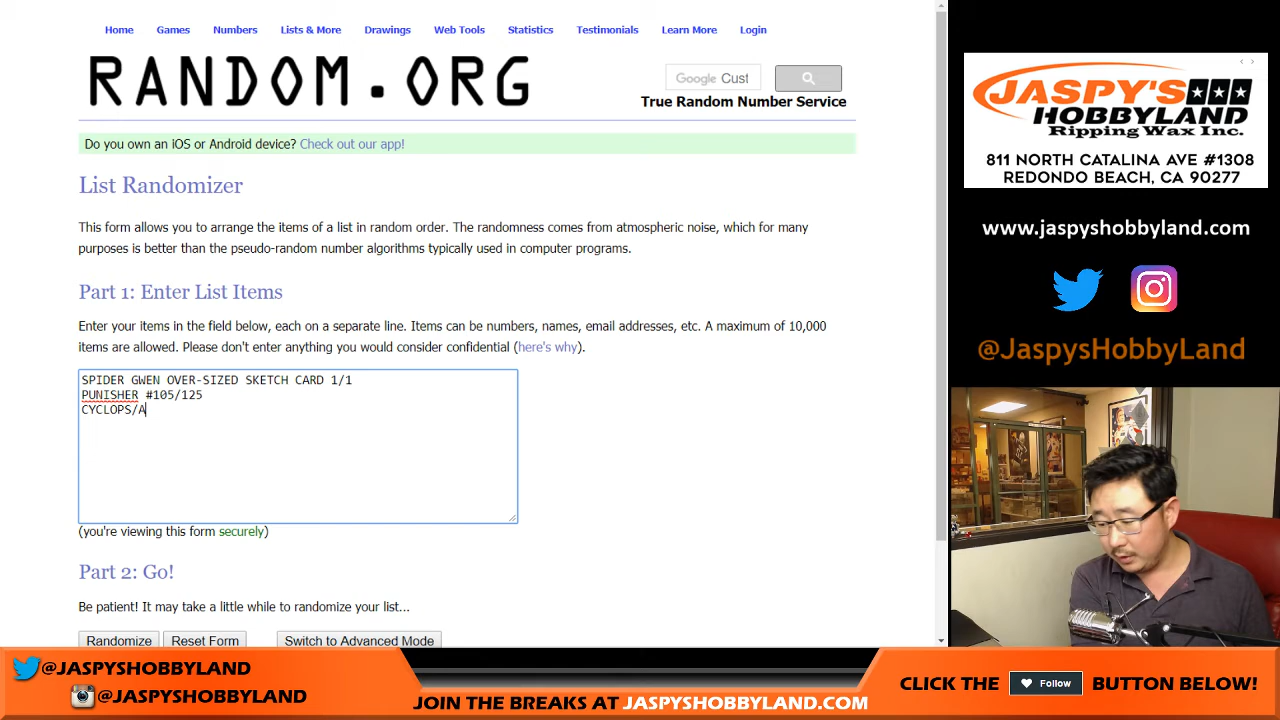 Home Games Numbers Lists & More Drawings Web Tools Statistics Testimonials Learn More Login
RANDOM.ORG
Google Cust
True Random Number Service
Do you own an iOS or Android device? Check out our app!
List Randomizer
This form allows you to arrange the items of a list in random order. The randomness comes from atmospheric noise, which for many
purposes is better than the pseudo-random number algorithms typically used in computer programs.
Part 1: Enter List Items
Enter your items in the field below, each on a separate line. Items can be numbers, names, email addresses, etc. A maximum of 10,000
items are allowed. Please don't enter anything you would consider confidential (here's why).
SPIDER GWEN OVER-SIZED SKETCH CARD 1/1
PUNISHER #105/125
CYCLOPS/A
(you're viewing this form securely)
Part 2: Go!
Be patient! It may take a little while to randomize your list...
Randomize Reset Form Switch to Advanced Mode
JASPY'S
HOBBYLAND
Ripping Wax Inc.
811 NORTH CATALINA AVE #1308
REDONDO BEACH, CA 90277
www.jaspyshobbyland.com
@JaspysHobbyLand
@JASPYSHOBBYLAND
@JASPYSHOBBYLAND
JOIN THE BREAKS AT JASPYSHOBBYLAND.COM
CLICK THE Follow BUTTON BELOW!